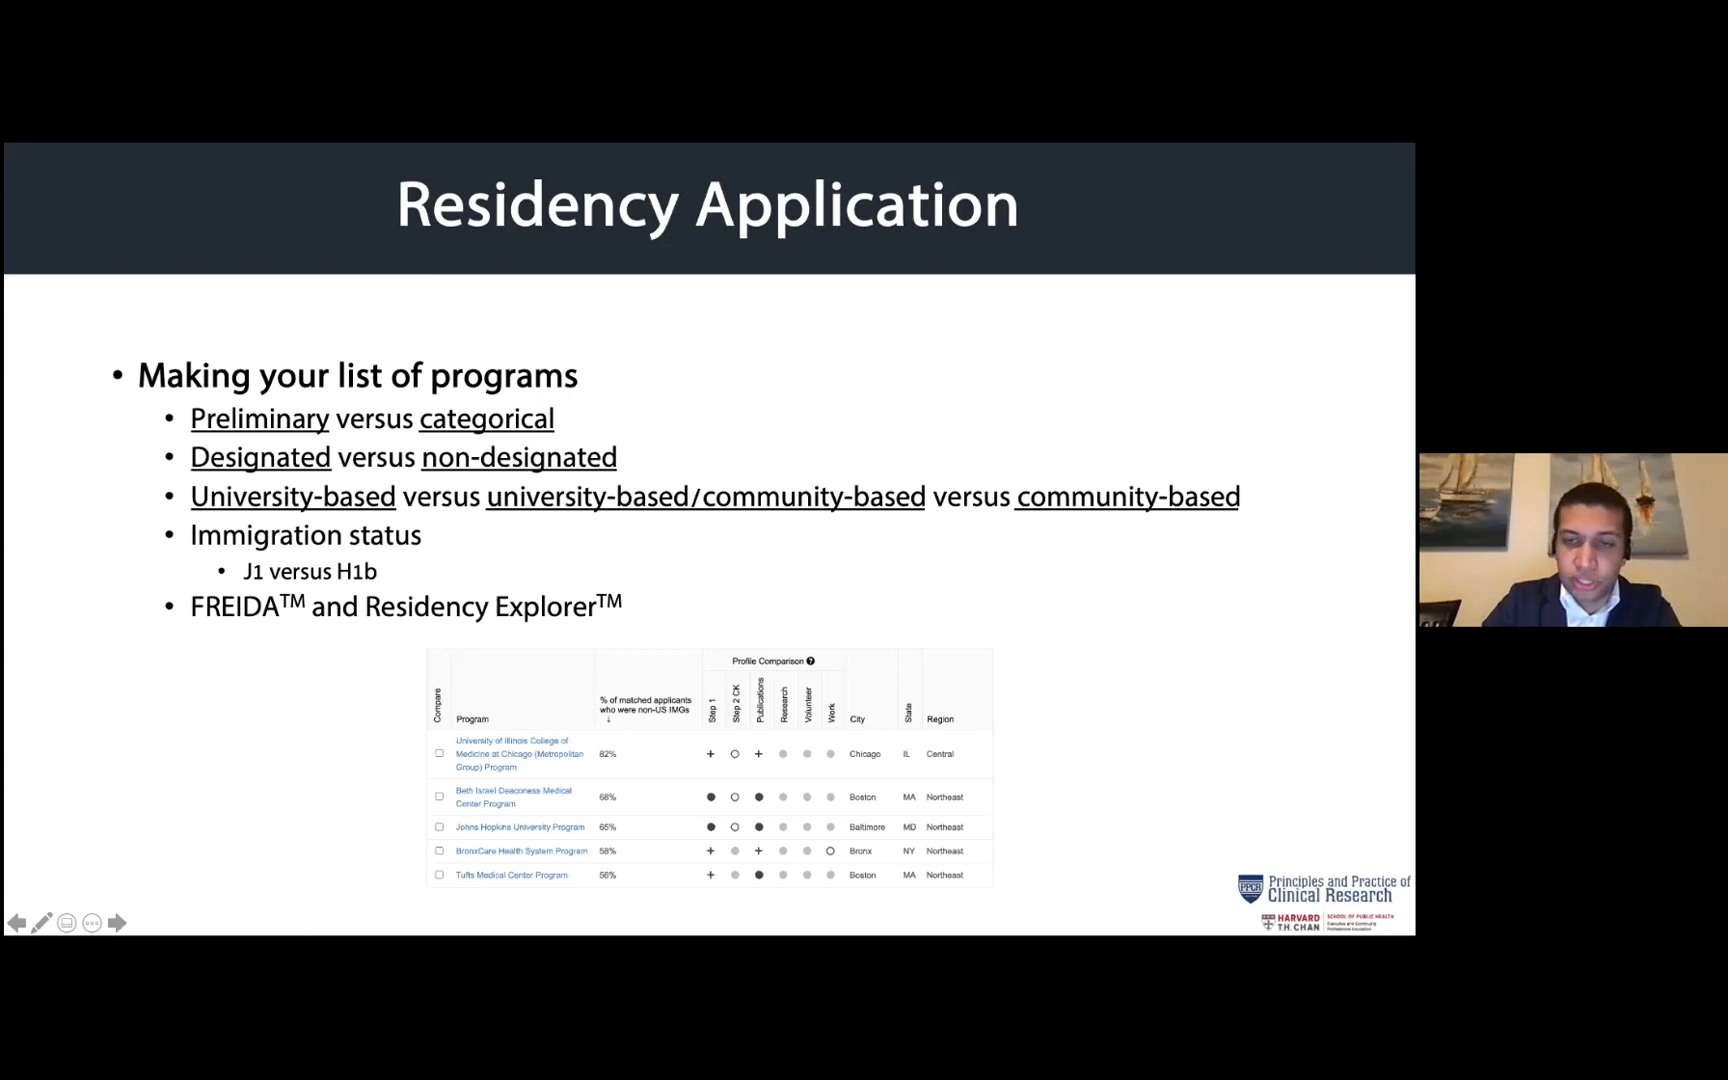 Residency Application
• Making your list of programs
• Preliminary versus categorical
• Designated versus non-designated
• University-based versus university-based/community-based versus community-based
• Immigration status
• J1 versus H1b
• FREIDA™ and Residency Explorer™
Profile Comparison ?
Compare Program % of matched applicants who were non-US IMGs ↓ Step 1 Step 2 CK Publications Research Volunteer Work City State Region
University of Illinois College of
Medicine at Chicago (Metropolitan 82% + Chicago IL Central
Group) Program
Beth Israel Deaconess Medical
Center Program 68% Boston MA Northeast
Johns Hopkins University Program 65% Baltimore MD Northeast
BronxCare Health System Program 58% + + Bronx NY Northeast
Tufts Medical Center Program 56% + Boston MA Northeast
PPCR Principles and Practice of
Clinical Research
HARVARD SCHOOL OF PUBLIC HEALTH
T.H. CHAN Executive and Continuing
Professional Education